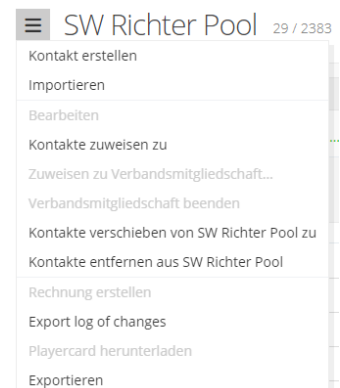 SW Richter Pool 29 / 2383
Kontakt erstellen
Importieren
Bearbeiten
Kontakte zuweisen zu
Zuweisen zu Verbandsmitgliedschaft...
Verbandsmitgliedschaft beenden
Kontakte verschieben von SW Richter Pool zu
Kontakte entfernen aus SW Richter Pool
Rechnung erstellen
Export log of changes
Playercard herunterladen
Exportieren